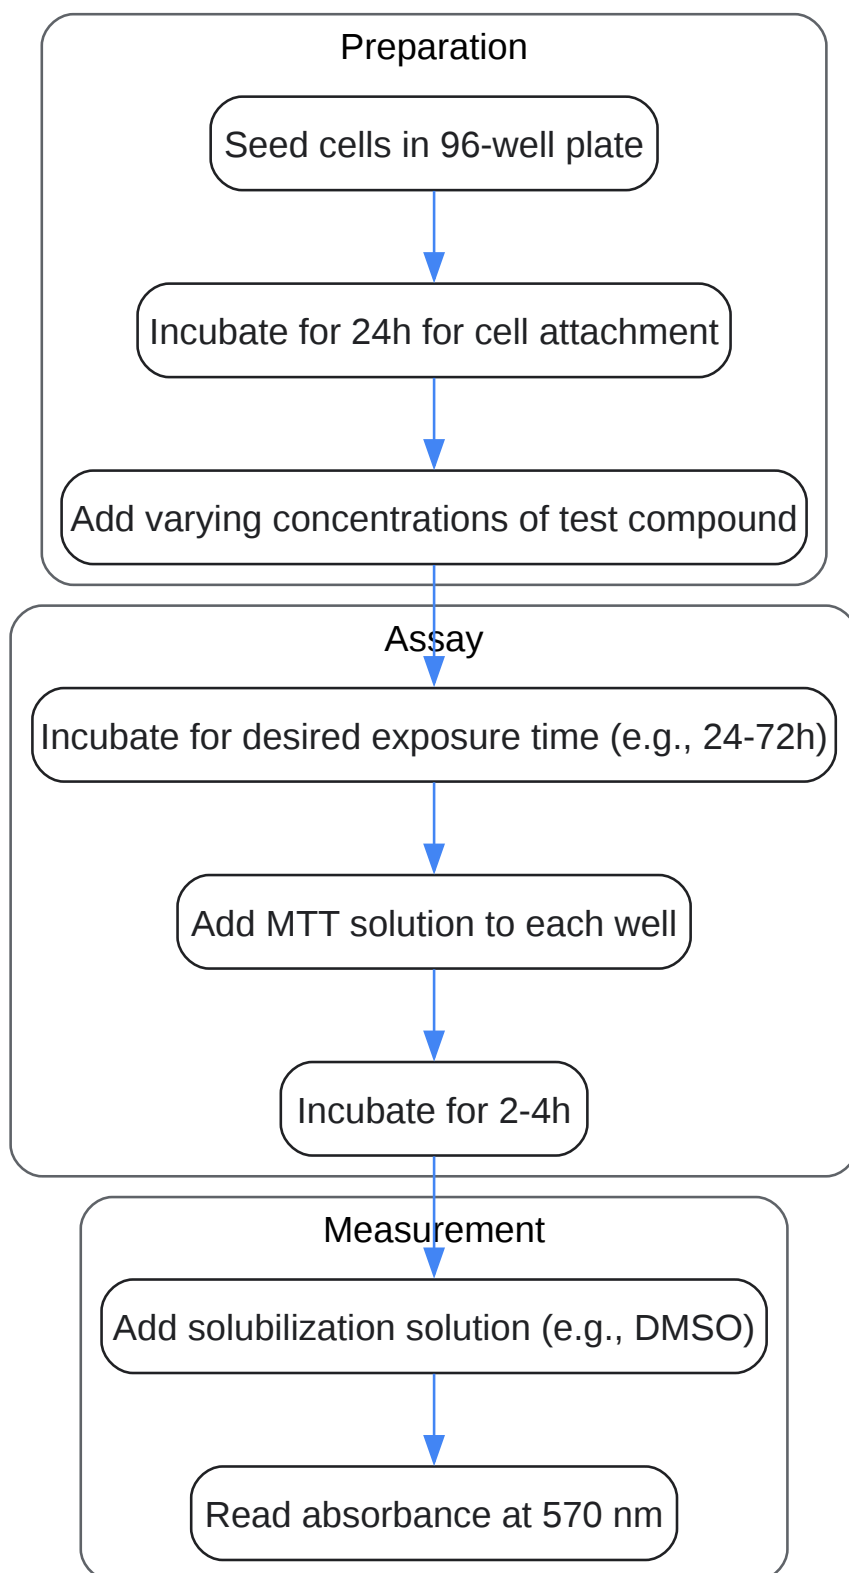 Preparation
Seed cells in 96-well plate
Incubate for 24h for cell attachment
Add varying concentrations of test compound
Assay
Incubate for desired exposure time (e.g., 24-72h)
Add MTT solution to each well
Incubate for 2-4h
Measurement
Add solubilization solution (e.g., DMSO)
Read absorbance at 570 nm